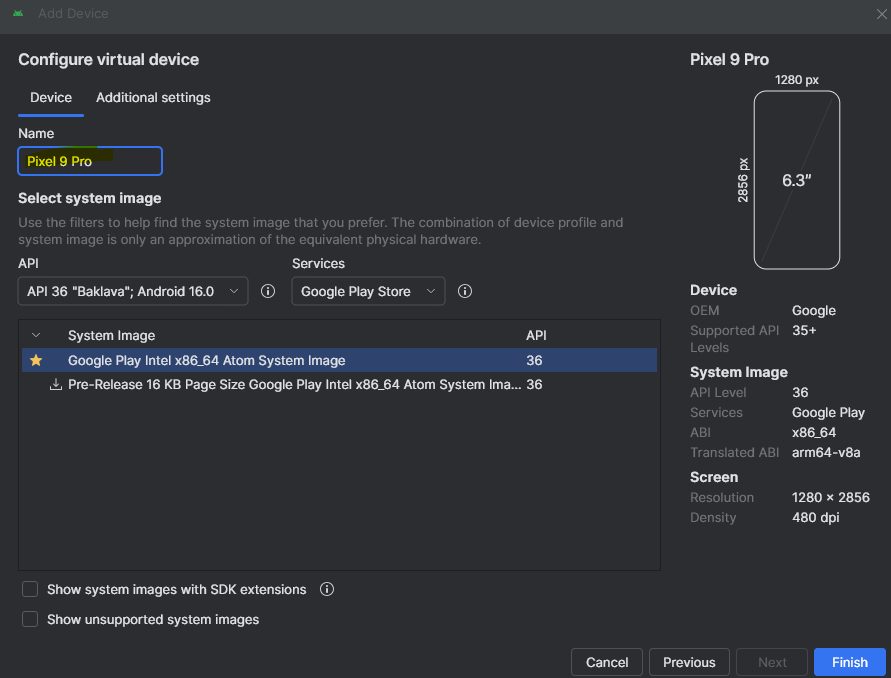 Add Device
Configure virtual device
Device Additional settings
Name
Pixel 9 Pro
Select system image
Use the filters to help find the system image that you prefer. The combination of device profile and
system image is only an approximation of the equivalent physical hardware.
API Services
API 36 "Baklava"; Android 16.0 Google Play Store
System Image API
Google Play Intel x86_64 Atom System Image 36
Pre-Release 16 KB Page Size Google Play Intel x86_64 Atom System Ima... 36
Show system images with SDK extensions
Show unsupported system images
Pixel 9 Pro
1280 px
2856 px
6.3″
Device
OEM Google
Supported API 35+
Levels
System Image
API Level 36
Services Google Play
ABI x86_64
Translated ABI arm64-v8a
Screen
Resolution 1280 × 2856
Density 480 dpi
Cancel Previous Next Finish